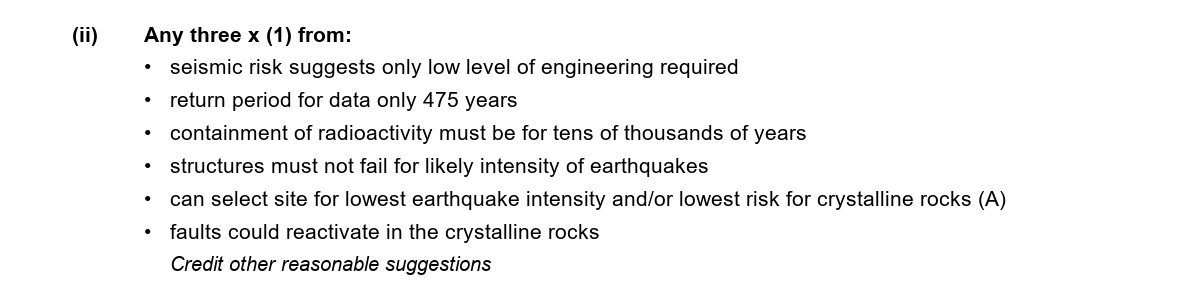 (ii) Any three x (1) from:
• seismic risk suggests only low level of engineering required
• return period for data only 475 years
• containment of radioactivity must be for tens of thousands of years
• structures must not fail for likely intensity of earthquakes
• can select site for lowest earthquake intensity and/or lowest risk for crystalline rocks (A)
• faults could reactivate in the crystalline rocks
Credit other reasonable suggestions